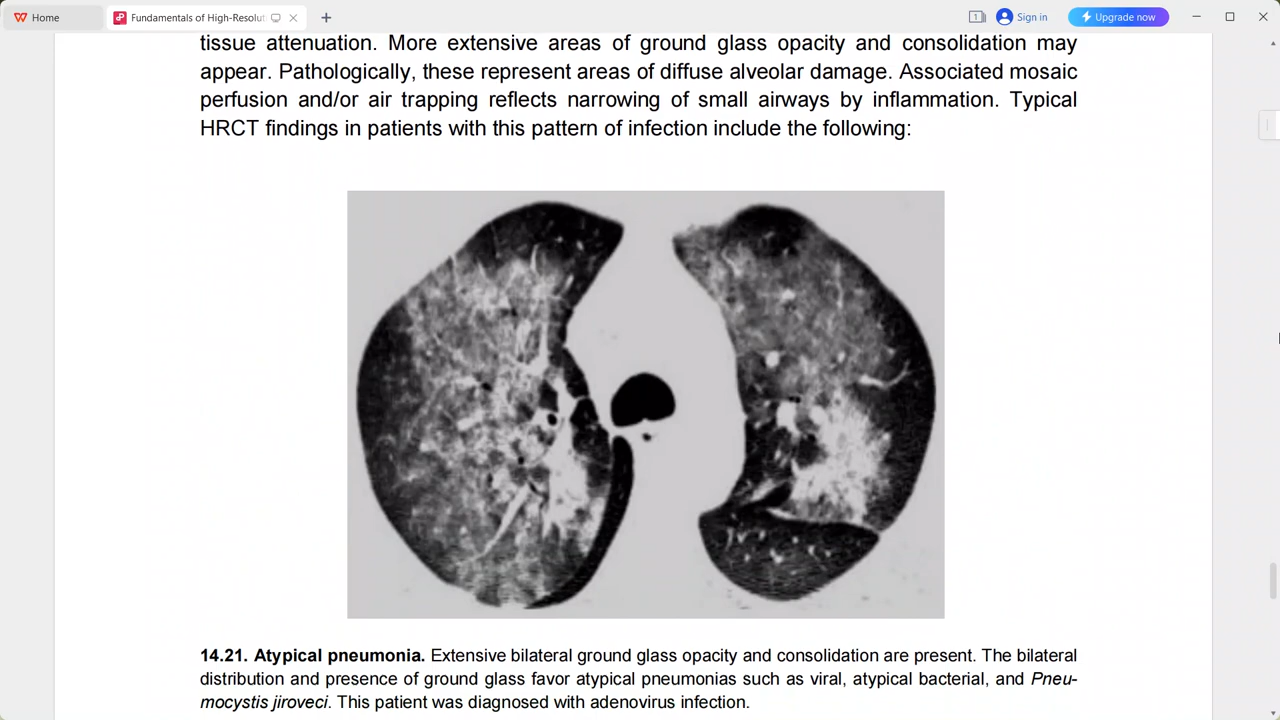 Home
Fundamentals of High-Resolut
1
Sign in
Upgrade now
tissue attenuation. More extensive areas of ground glass opacity and consolidation may
appear. Pathologically, these represent areas of diffuse alveolar damage. Associated mosaic
perfusion and/or air trapping reflects narrowing of small airways by inflammation. Typical
HRCT findings in patients with this pattern of infection include the following:
14.21. Atypical pneumonia. Extensive bilateral ground glass opacity and consolidation are present. The bilateral
distribution and presence of ground glass favor atypical pneumonias such as viral, atypical bacterial, and Pneu-
mocystis jiroveci. This patient was diagnosed with adenovirus infection.